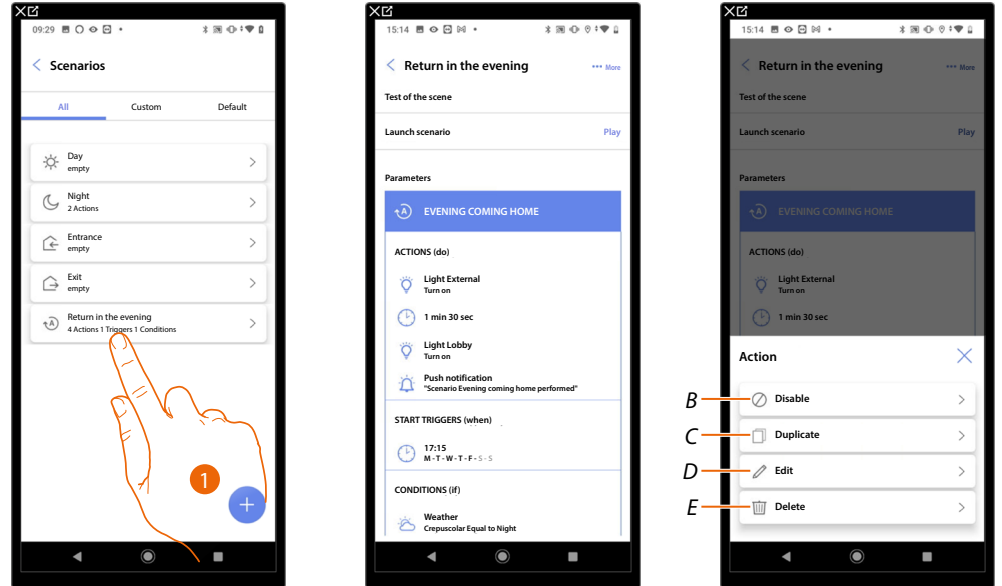 09:29
Scenarios
All Custom Default
Day
empty
Night
2 Actions
Entrance
empty
Exit
empty
Return in the evening
4 Actions 1 Triggers 1 Conditions
1
+
15:14
Return in the evening ••• More
Test of the scene
Launch scenario Play
Parameters
A EVENING COMING HOME
ACTIONS (do)
Light External
Turn on
1 min 30 sec
Light Lobby
Turn on
Push notification
"Scenario Evening coming home performed"
START TRIGGERS (when)
17:15
M - T - W - T - F - S - S
CONDITIONS (if)
Weather
Crepuscolar Equal to Night
15:14
Return in the evening ••• More
Test of the scene
Launch scenario Play
Parameters
A EVENING COMING HOME
ACTIONS (do)
Light External
Turn on
1 min 30 sec
Action
B Disable
C Duplicate
D Edit
E Delete